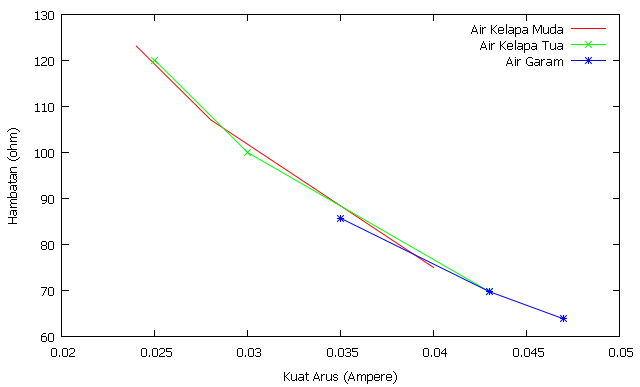 130
120
110
100
90
80
70
60
0.02 0.025 0.03 0.035 0.04 0.045 0.05
Hambatan (ohm)
Kuat Arus (Ampere)
Air Kelapa Muda
Air Kelapa Tua
Air Garam